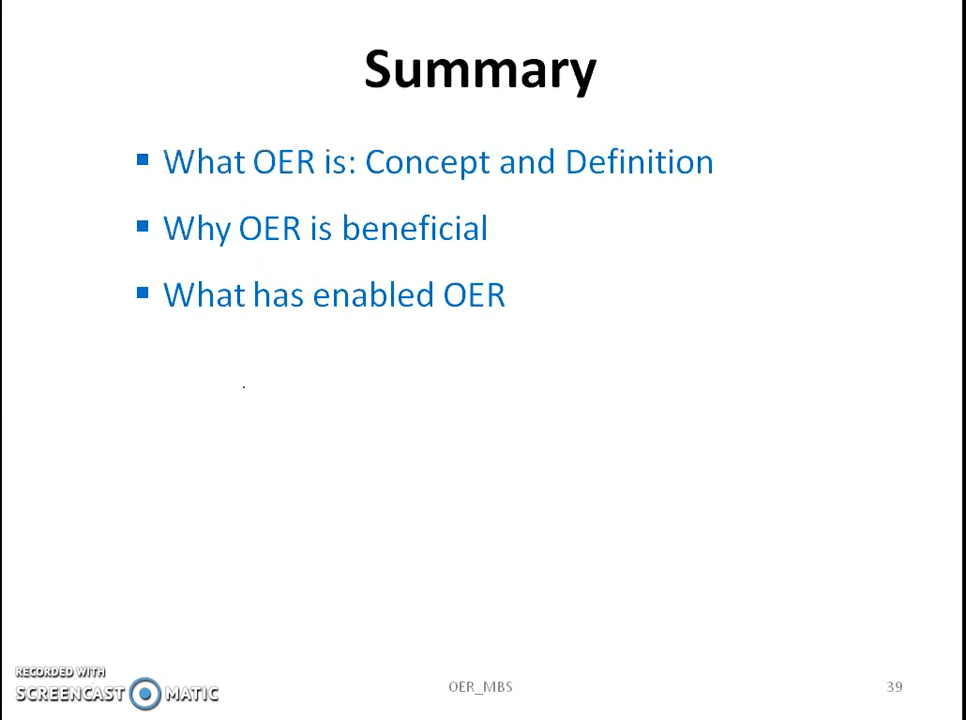 Summary
▪ What OER is: Concept and Definition
▪ Why OER is beneficial
▪ What has enabled OER
.
RECORDED WITH
SCREENCAST MATIC
OER_MBS
39